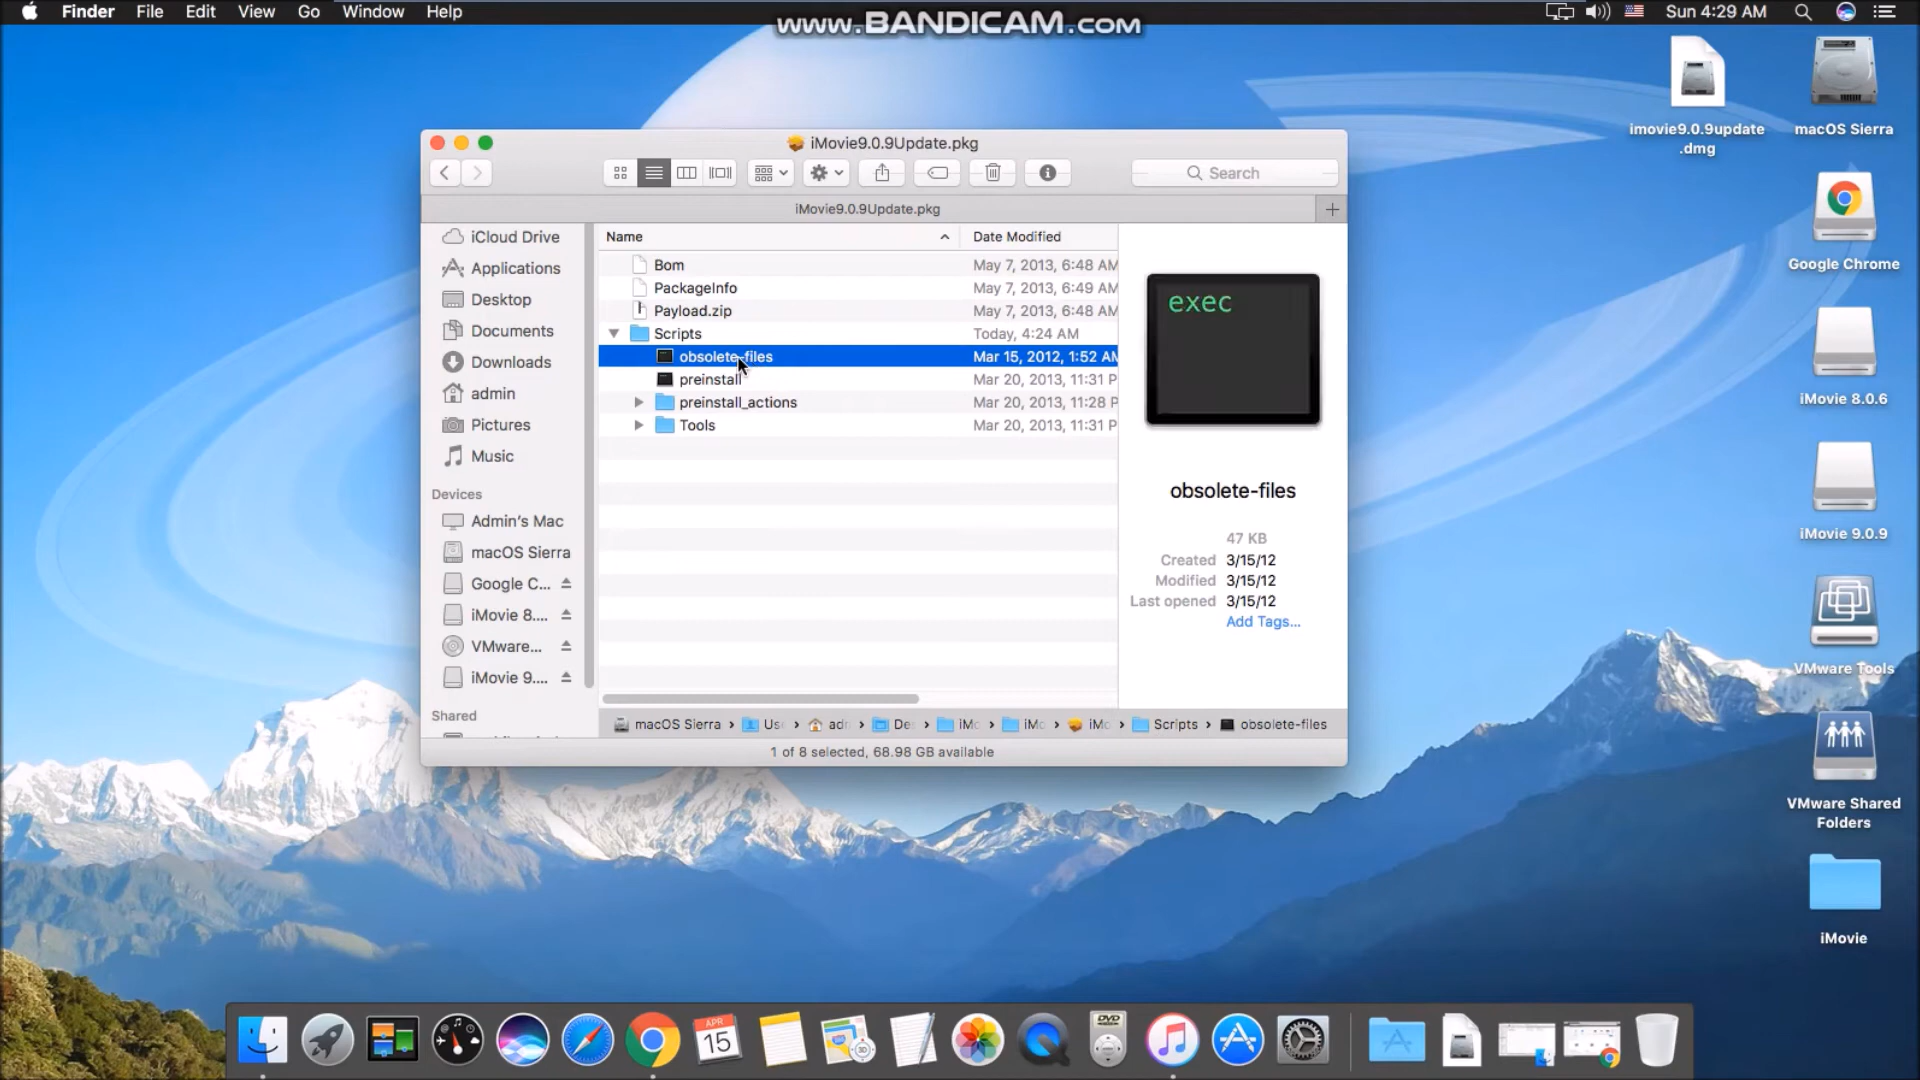 Finder File Edit View Go Window Help
Sun 4:29 AM
www.BANDICAM.com
iMovie9.0.9Update.pkg
Search
iMovie9.0.9Update.pkg
iCloud Drive
Applications
Desktop
Documents
Downloads
admin
Pictures
Music
Devices
Admin's Mac
macOS Sierra
Google C...
iMovie 8....
VMware...
iMovie 9....
Shared
Name Date Modified
Bom May 7, 2013, 6:48 AM
PackageInfo May 7, 2013, 6:49 AM
Payload.zip May 7, 2013, 6:48 AM
Scripts Today, 4:24 AM
obsolete-files Mar 15, 2012, 1:52 AM
preinstall Mar 20, 2013, 11:31 P
preinstall_actions Mar 20, 2013, 11:28 P
Tools Mar 20, 2013, 11:31 P
exec
obsolete-files
47 KB
Created 3/15/12
Modified 3/15/12
Last opened 3/15/12
Add Tags...
macOS Sierra › Use › adı › De › iMc › iMo › iMo › Scripts › obsolete-files
1 of 8 selected, 68.98 GB available
imovie9.0.9update
.dmg
macOS Sierra
Google Chrome
iMovie 8.0.6
iMovie 9.0.9
VMware Tools
VMware Shared
Folders
iMovie
APR
15
30
DVD